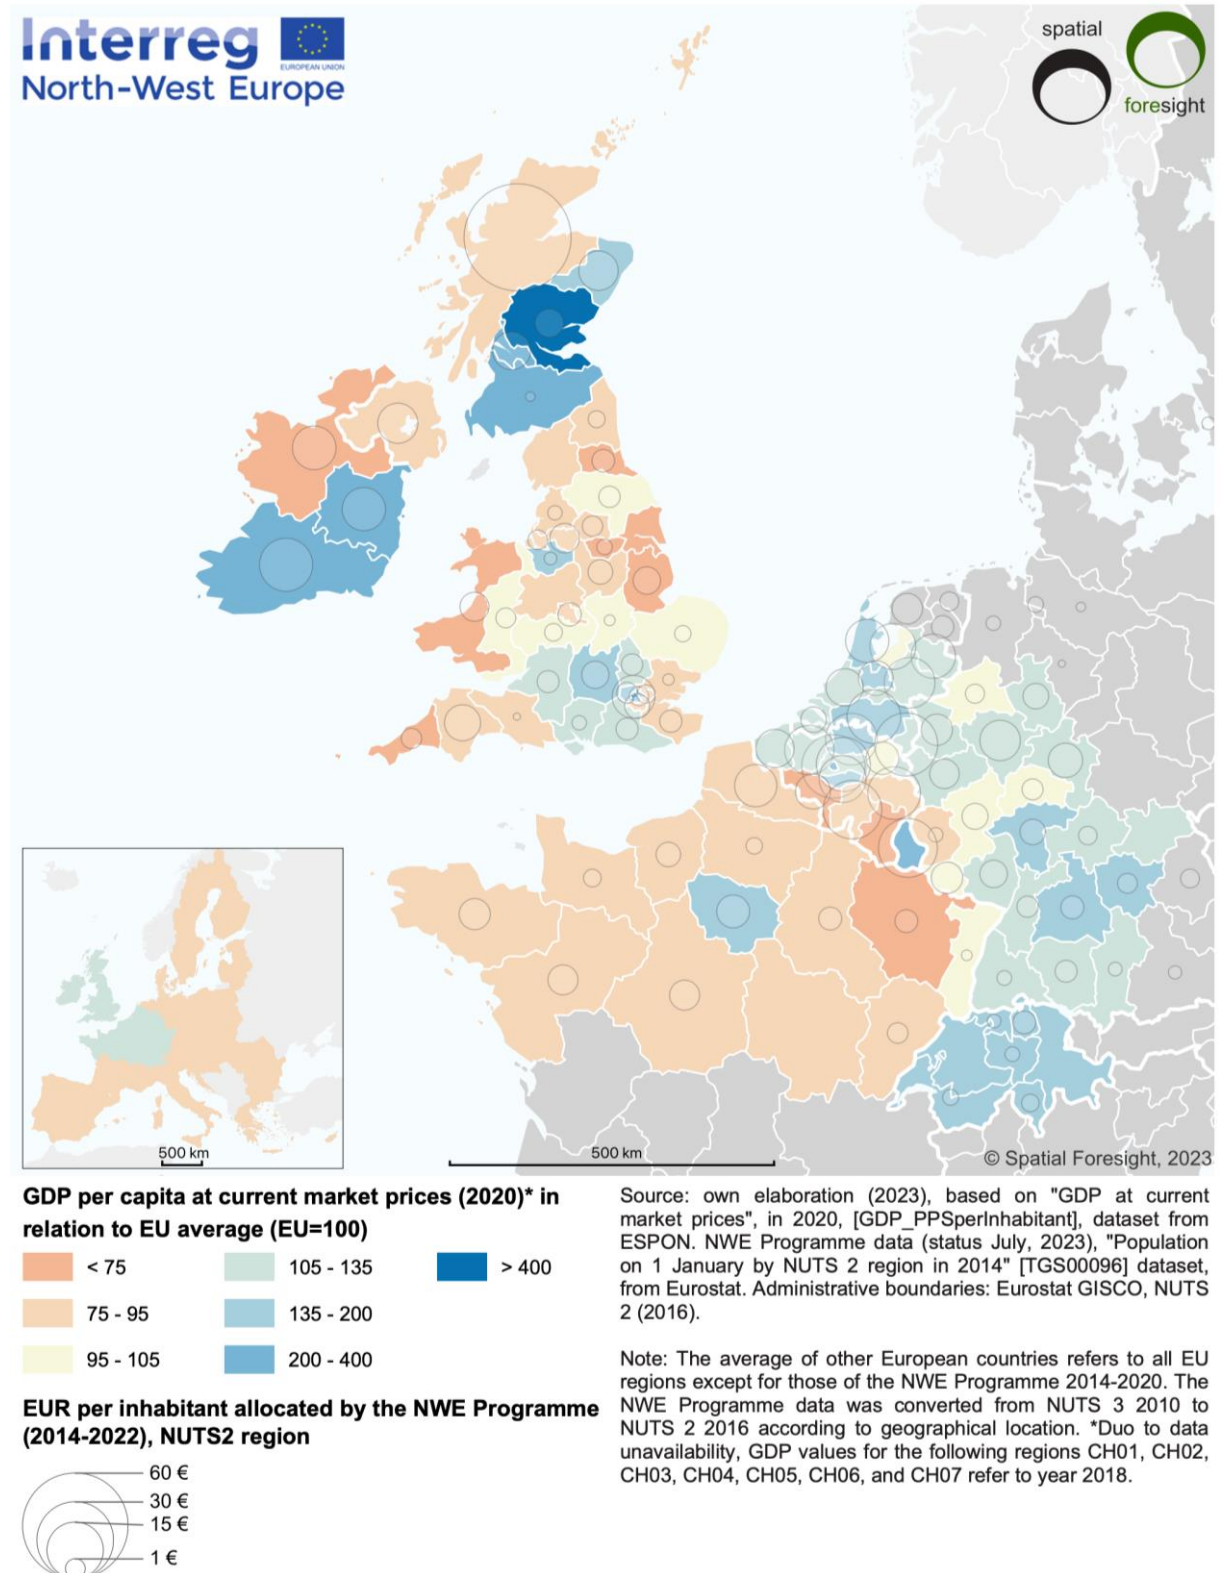 Interreg
EUROPEAN UNION
North-West Europe
spatial
foresight
500 km
500 km
© Spatial Foresight, 2023
GDP per capita at current market prices (2020)* in
relation to EU average (EU=100)
< 75
105 - 135
> 400
75 - 95
135 - 200
95 - 105
200 - 400
EUR per inhabitant allocated by the NWE Programme
(2014-2022), NUTS2 region
60 €
30 €
15 €
1 €
Source: own elaboration (2023), based on "GDP at current
market prices", in 2020, [GDP_PPSperInhabitant], dataset from
ESPON. NWE Programme data (status July, 2023), "Population
on 1 January by NUTS 2 region in 2014" [TGS00096] dataset,
from Eurostat. Administrative boundaries: Eurostat GISCO, NUTS
2 (2016).
Note: The average of other European countries refers to all EU
regions except for those of the NWE Programme 2014-2020. The
NWE Programme data was converted from NUTS 3 2010 to
NUTS 2 2016 according to geographical location. *Duo to data
unavailability, GDP values for the following regions CH01, CH02,
CH03, CH04, CH05, CH06, and CH07 refer to year 2018.